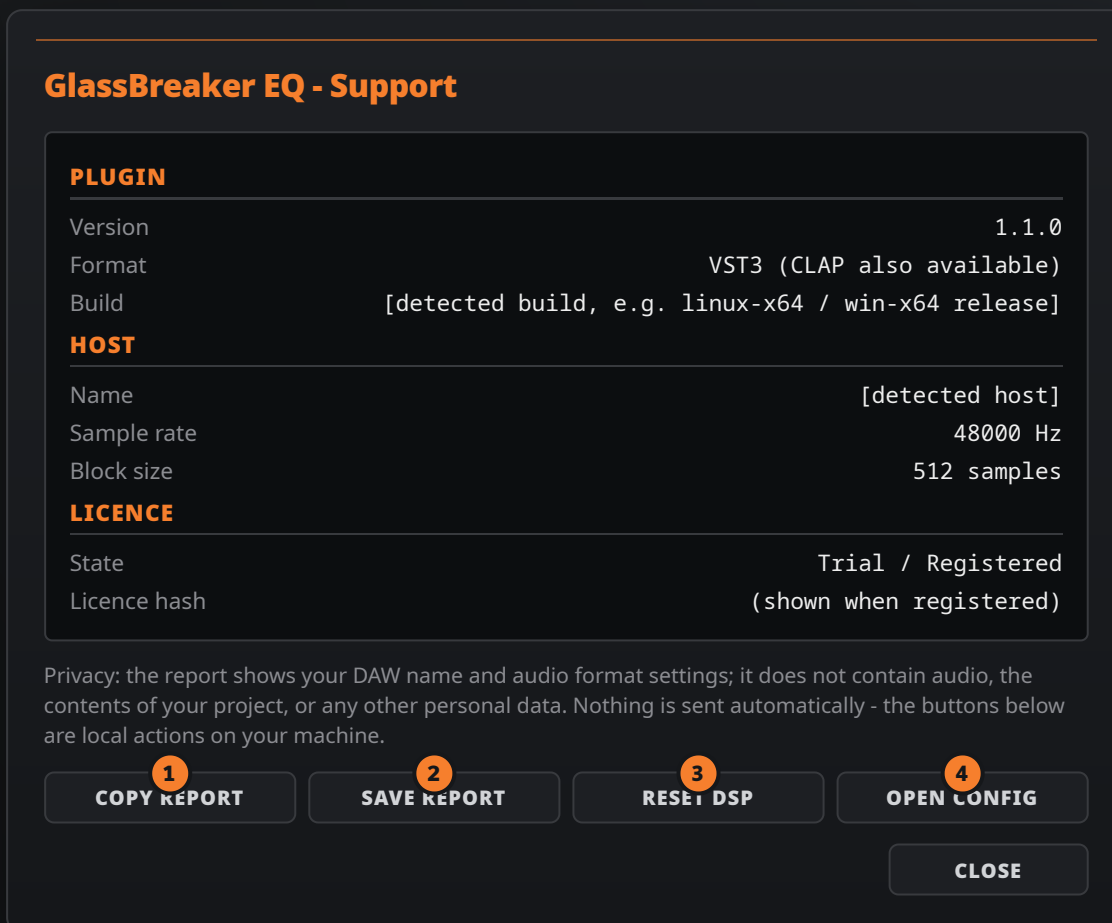 GlassBreaker EQ - Support
PLUGIN
Version 1.1.0
Format VST3 (CLAP also available)
Build [detected build, e.g. linux-x64 / win-x64 release]
HOST
Name [detected host]
Sample rate 48000 Hz
Block size 512 samples
LICENCE
State Trial / Registered
Licence hash (shown when registered)
Privacy: the report shows your DAW name and audio format settings; it does not contain audio, the
contents of your project, or any other personal data. Nothing is sent automatically - the buttons below
are local actions on your machine.
1 2 3 4
COPY REPORT SAVE REPORT RESET DSP OPEN CONFIG
CLOSE